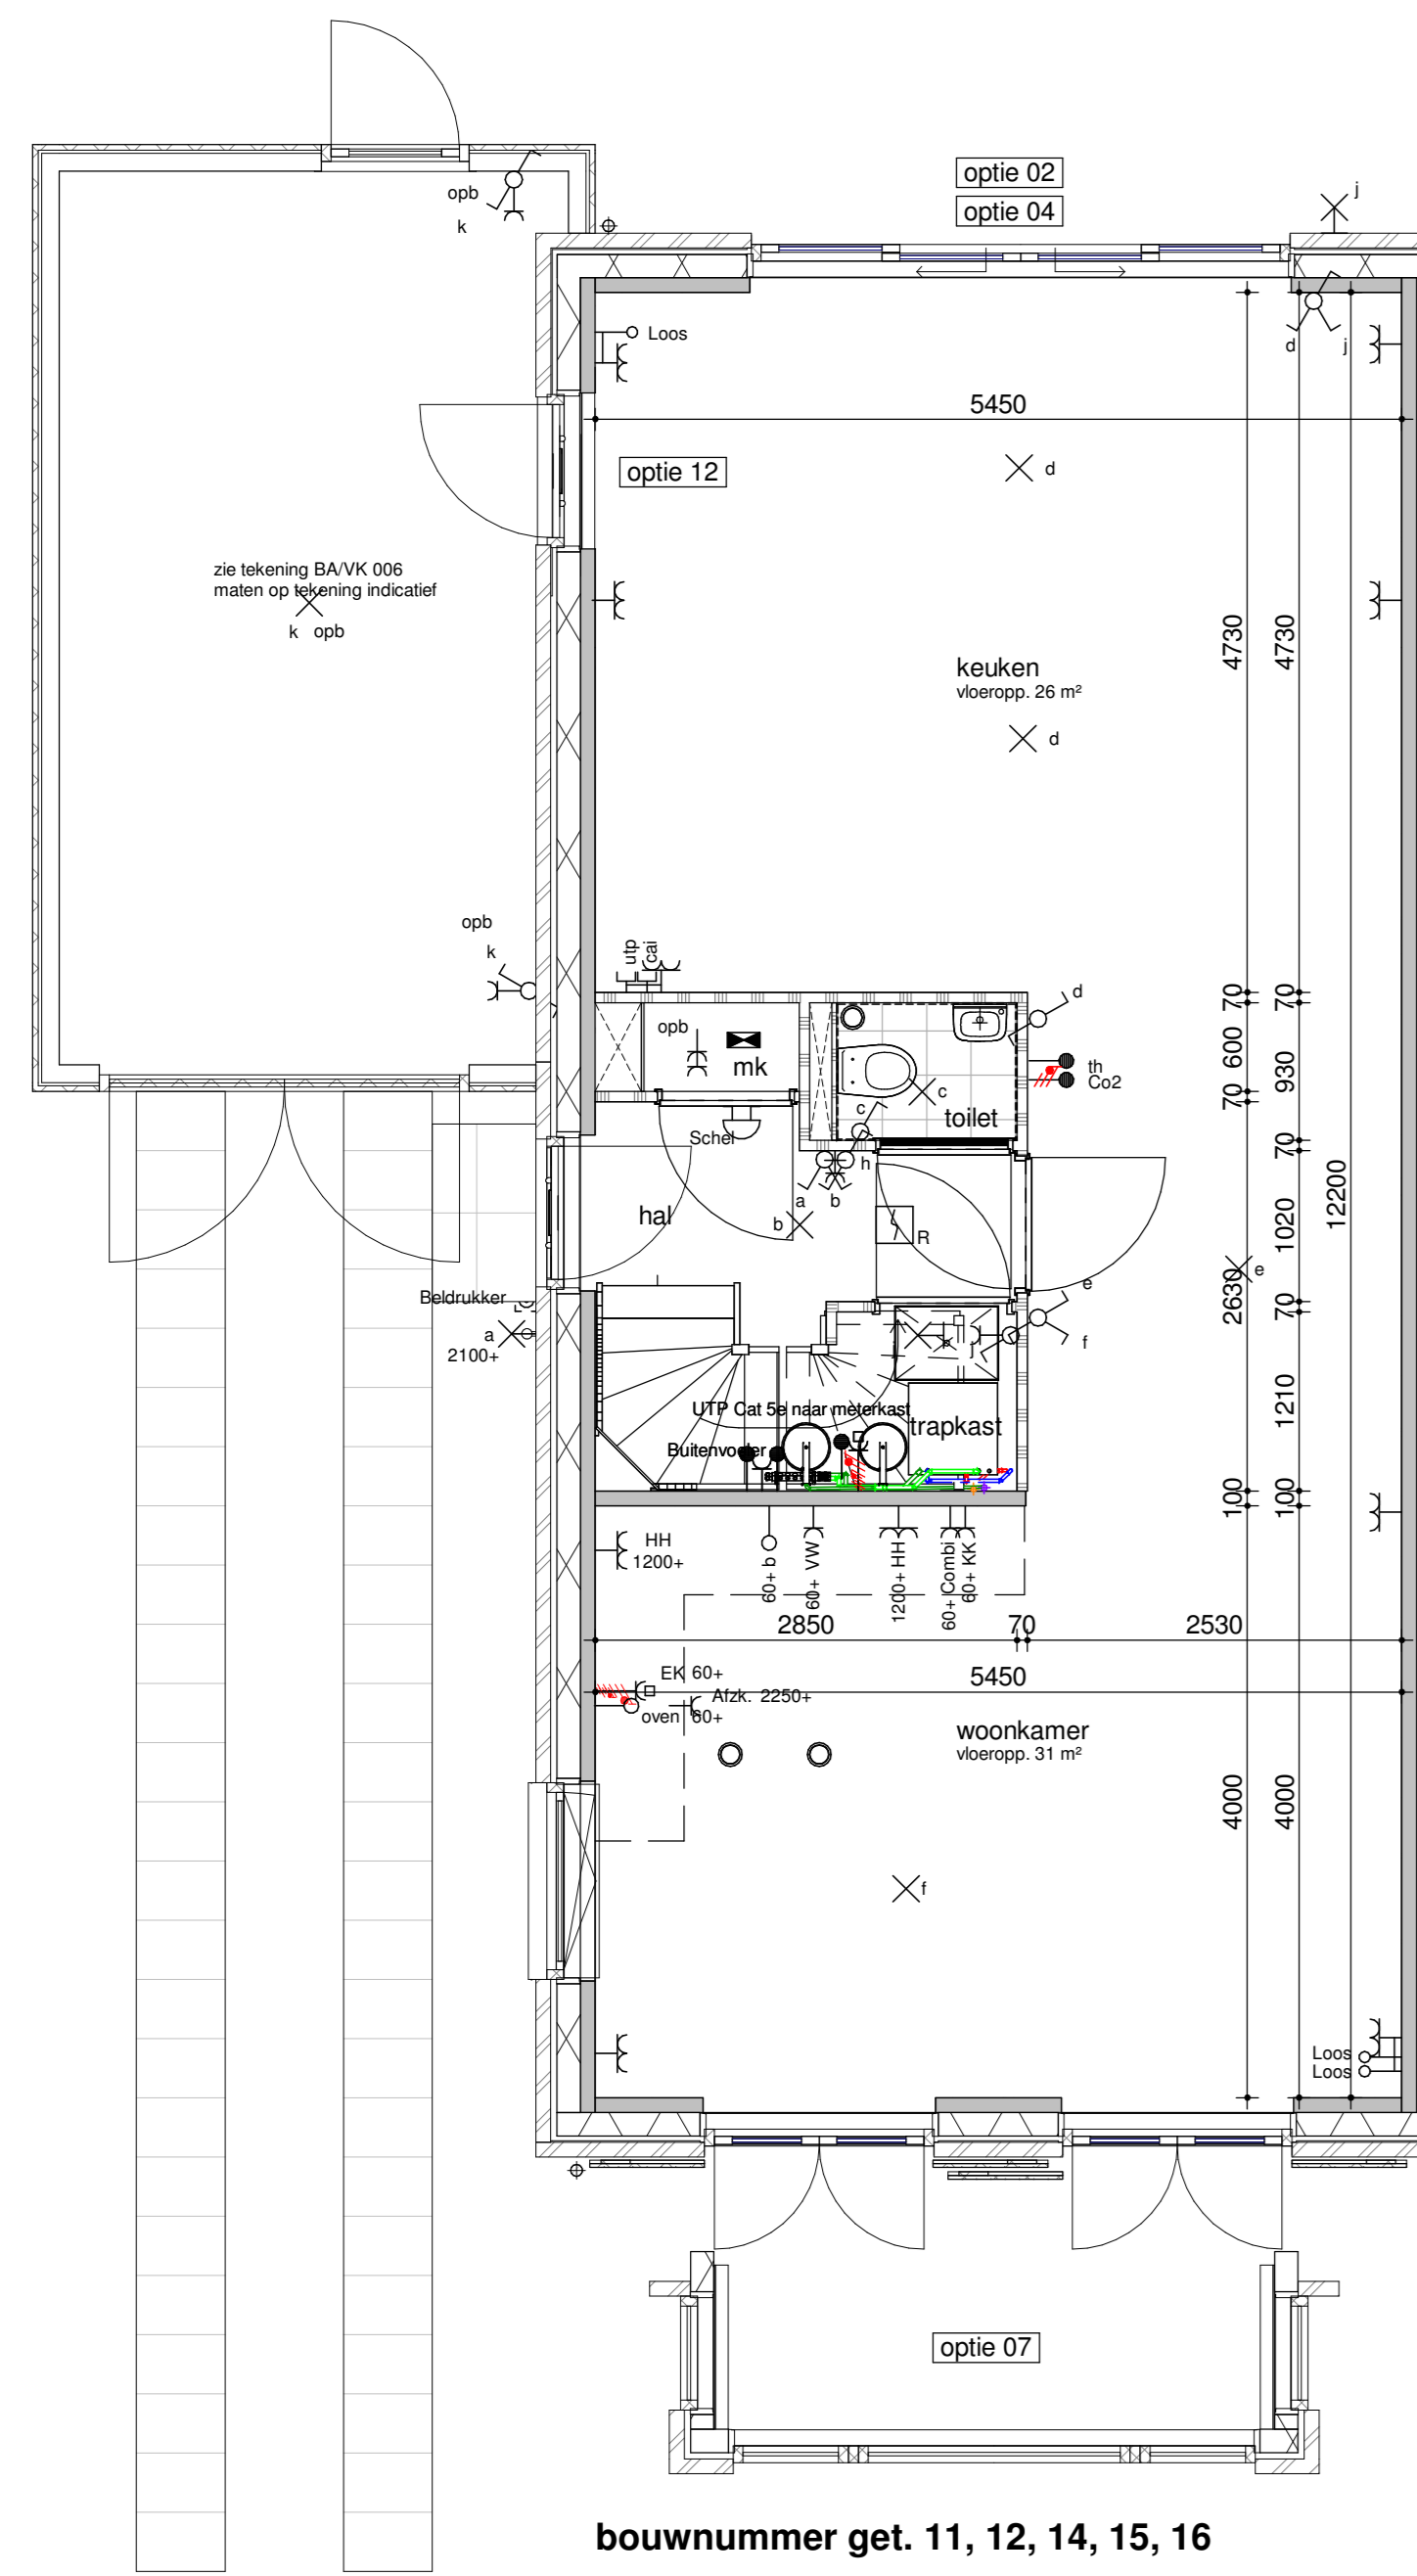 optie 02
optie 04
j
opb
k
Loos
d
j
5450
optie 12
d
zie tekening BA/VK 006
maten op tekening indicatief
k opb
4730
4730
keuken
vloeropp. 26 m²
d
opb
k
utp
cai
d
70
70
opb
mk
600
930
th
Co2
c
c
toilet
70
Schel
h
70
a
b
hal
b
R
1020
12200
2630
e
Beldrukker
a
2100+
e
f
70
j
UTP Cat 5e naar meterkast
trapkast
Buitenvoeler
1210
100
100
HH
1200+
60+ b
60+ VW
1200+ HH
60+ Combi
60+ KK
2850
70
2530
5450
EK 60+
Afzk. 2250+
oven 60+
woonkamer
vloeropp. 31 m²
4000
4000
f
Loos
Loos
optie 07
bouwnummer get. 11, 12, 14, 15, 16